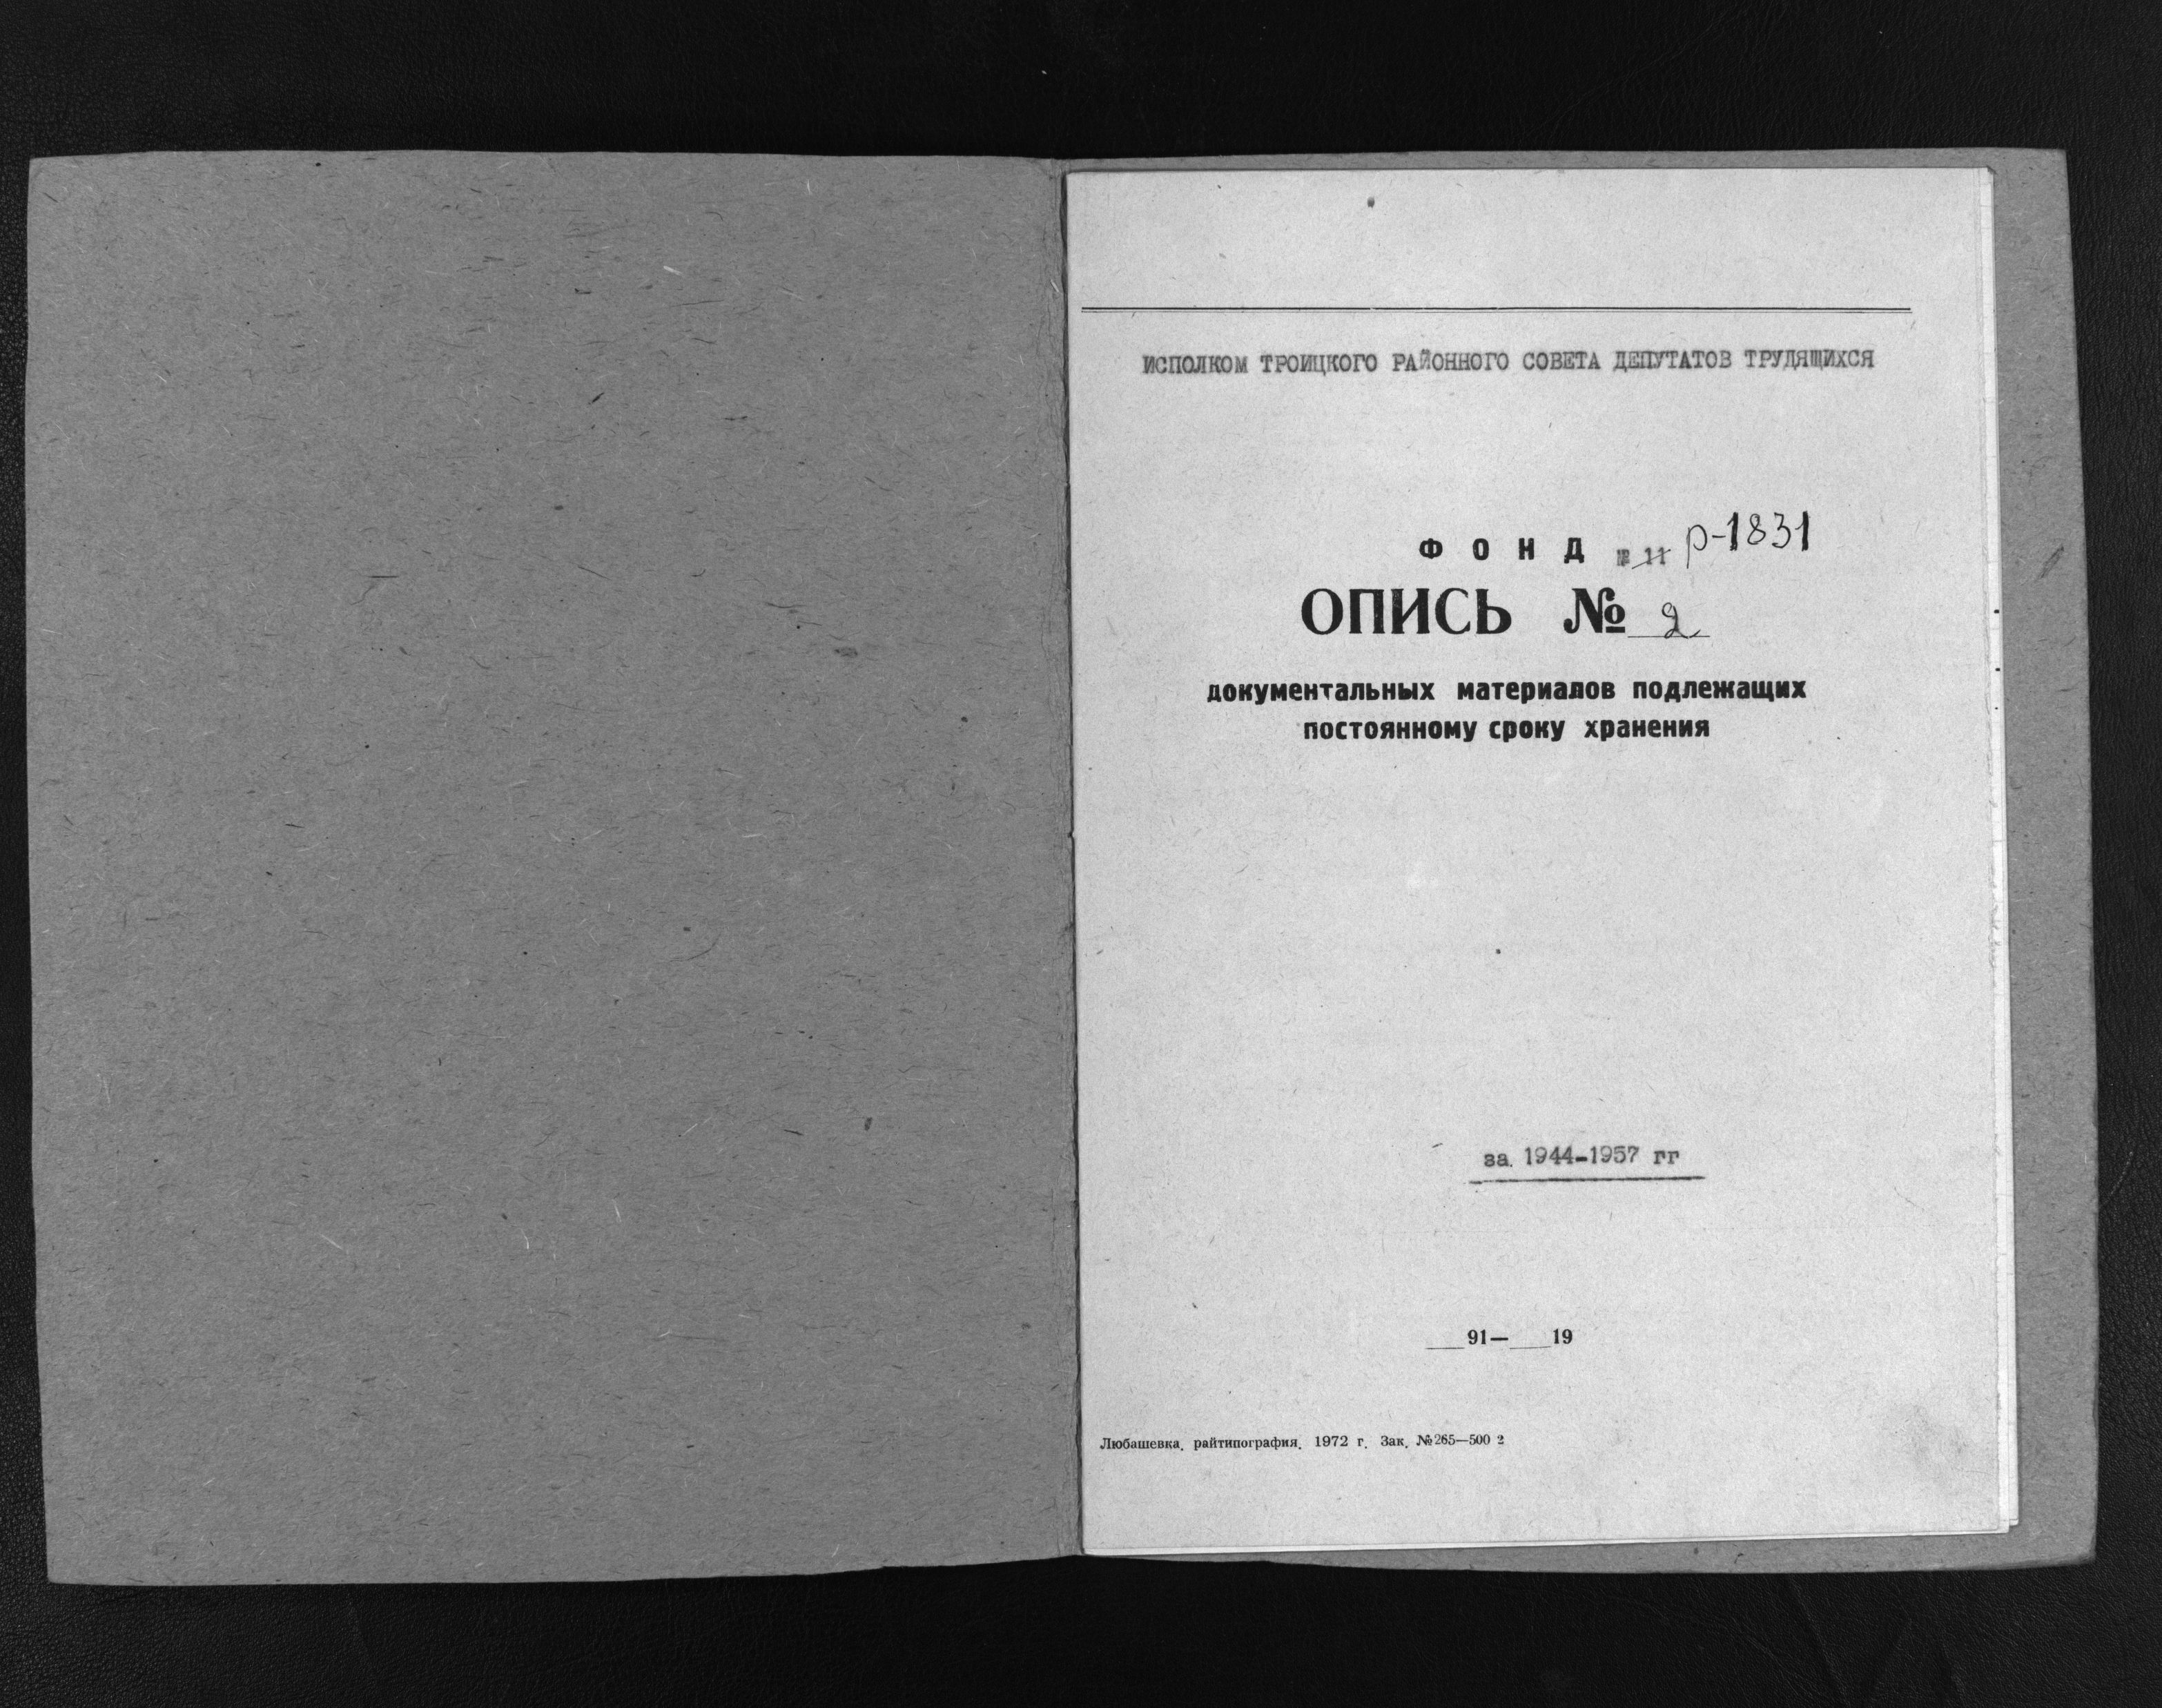 ИСПОЛКОМ ТРОИЦКОГО РАЙОННОГО СОВЕТА ДЕПУТАТОВ ТРУДЯЩИХСЯ
ФОНД № 11 Р-1831
ОПИСЬ № 2
документальных материалов подлежащих
постоянному сроку хранения
за 1944-1957 гг
91— 19
Любашевка, райтипография, 1972 г. Зак. №265—500 2